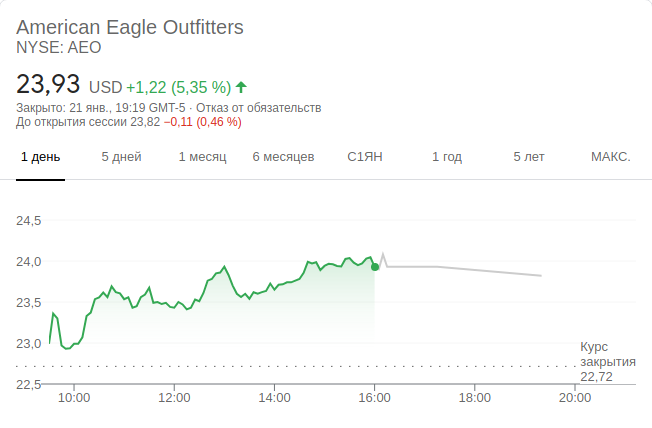 American Eagle Outfitters
NYSE: AEO
23,93 USD +1,22 (5,35 %)
Закрыто: 21 янв., 19:19 GMT-5 · Отказ от обязательств
До открытия сессии 23,82 −0,11 (0,46 %)
1 день 5 дней 1 месяц 6 месяцев С1ЯН 1 год 5 лет МАКС.
24,5
24,0
23,5
23,0
Курс
закрытия
22,72
22,5
10:00 12:00 14:00 16:00 18:00 20:00